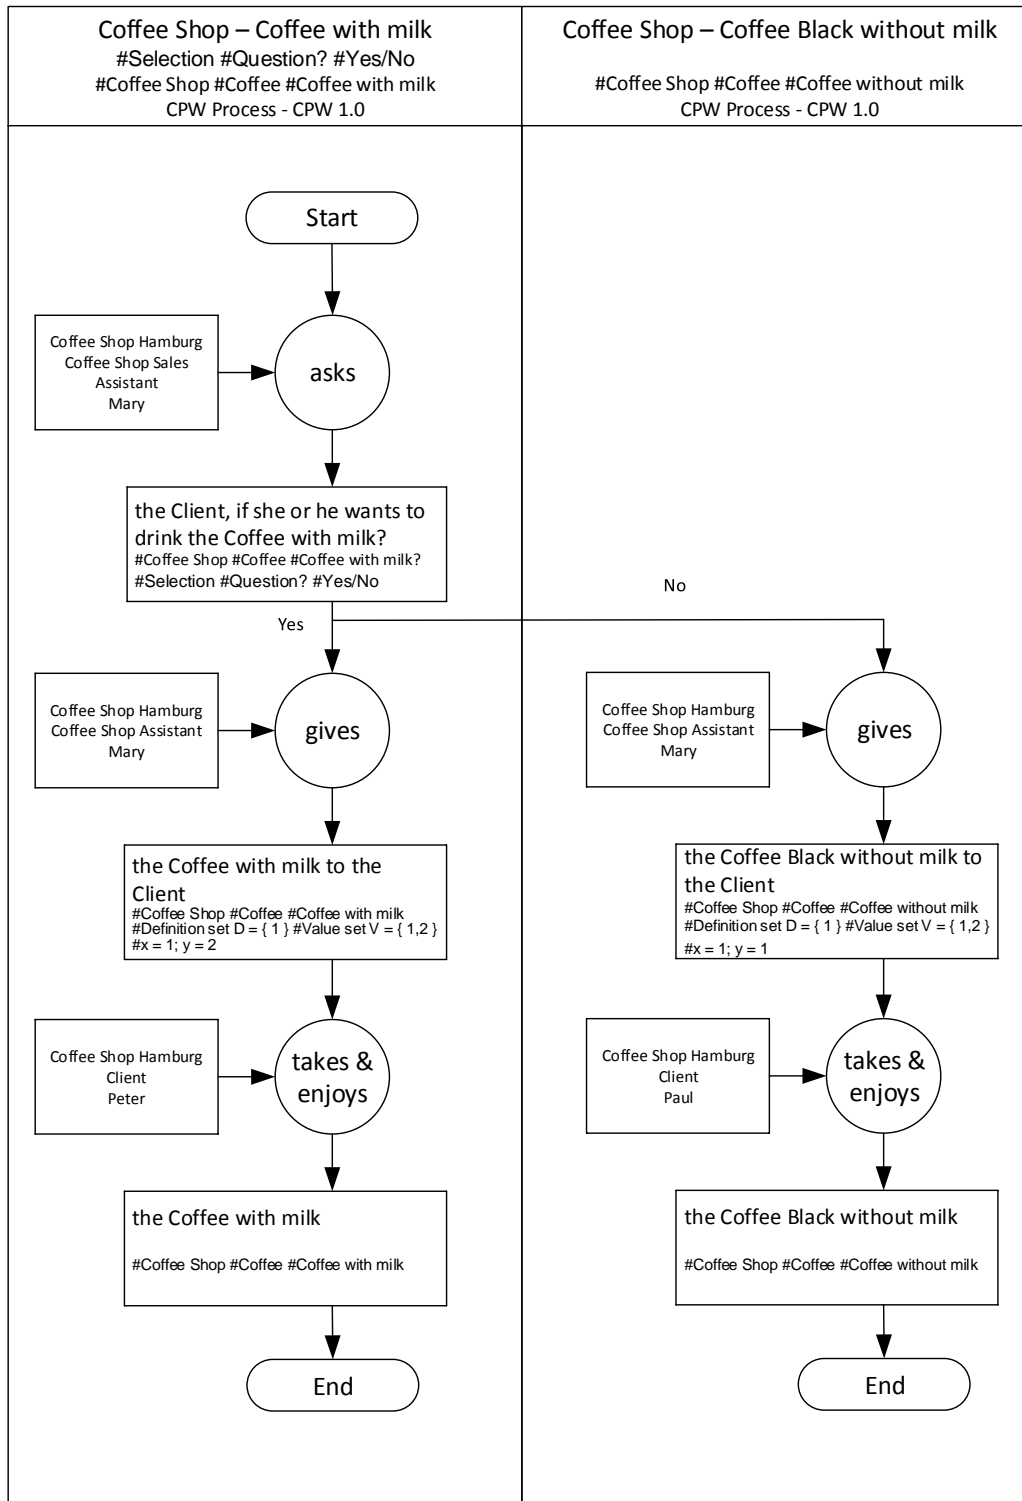 Coffee Shop – Coffee with milk
#Selection #Question? #Yes/No
#Coffee Shop #Coffee #Coffee with milk
CPW Process - CPW 1.0
Coffee Shop – Coffee Black without milk
#Coffee Shop #Coffee #Coffee without milk
CPW Process - CPW 1.0
Start
Coffee Shop Hamburg
Coffee Shop Sales
Assistant
Mary
asks
the Client, if she or he wants to
drink the Coffee with milk?
#Coffee Shop #Coffee #Coffee with milk?
#Selection #Question? #Yes/No
Yes
No
Coffee Shop Hamburg
Coffee Shop Assistant
Mary
gives
Coffee Shop Hamburg
Coffee Shop Assistant
Mary
gives
the Coffee with milk to the
Client
#Coffee Shop #Coffee #Coffee with milk
#Definition set D = { 1 } #Value set V = { 1,2 }
#x = 1; y = 2
the Coffee Black without milk to
the Client
#Coffee Shop #Coffee #Coffee without milk
#Definition set D = { 1 } #Value set V = { 1,2 }
#x = 1; y = 1
Coffee Shop Hamburg
Client
Peter
takes &
enjoys
Coffee Shop Hamburg
Client
Paul
takes &
enjoys
the Coffee with milk
#Coffee Shop #Coffee #Coffee with milk
the Coffee Black without milk
#Coffee Shop #Coffee #Coffee without milk
End
End